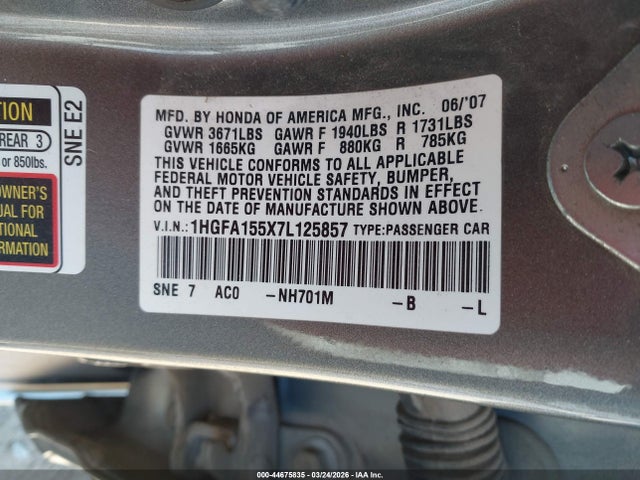 TION
REAR 3
or 850lbs.
OWNER'S
UAL FOR
TIONAL
RMATION
SNE E2
MFD. BY HONDA OF AMERICA MFG., INC. 06/'07
GVWR 3671LBS GAWR F 1940LBS R 1731LBS
GVWR 1665KG GAWR F 880KG R 785KG
THIS VEHICLE CONFORMS TO ALL APPLICABLE
FEDERAL MOTOR VEHICLE SAFETY, BUMPER,
AND THEFT PREVENTION STANDARDS IN EFFECT
ON THE DATE OF MANUFACTURE SHOWN ABOVE.
V.I.N.: 1HGFA155X7L125857 TYPE:PASSENGER CAR
SNE 7 AC0 -NH701M -B -L
000-44675835 - 03/24/2026 - IAA Inc.